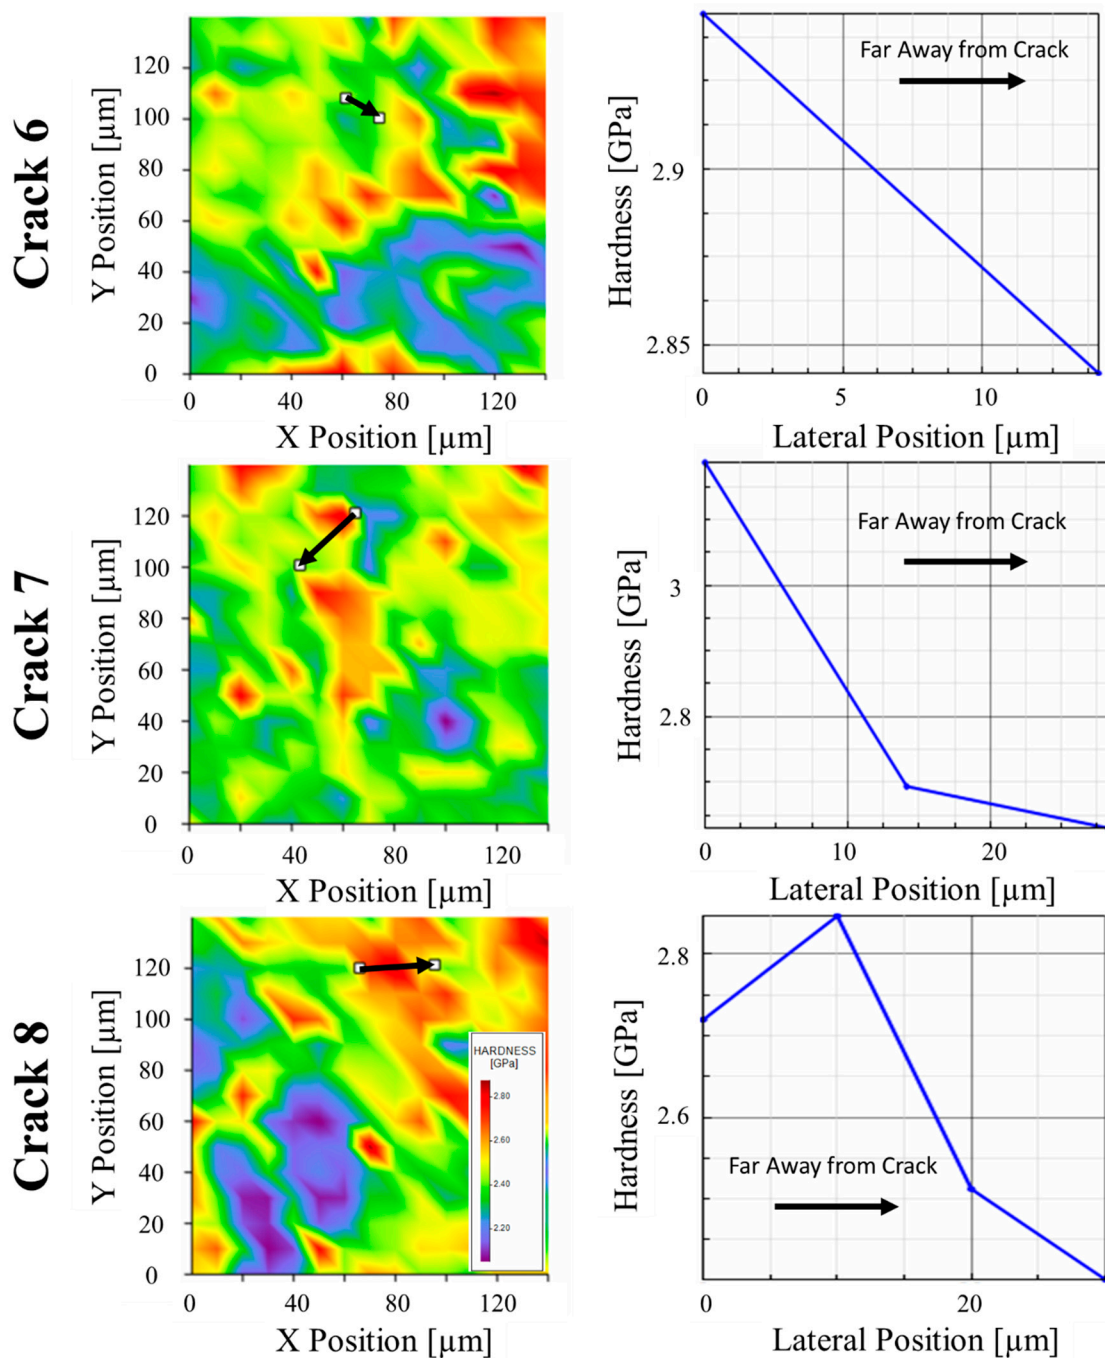 Crack 6
Y Position [µm]
120
100
80
60
40
20
0
0 40 80 120
X Position [µm]
Hardness [GPa]
2.9
2.85
Far Away from Crack
0 5 10
Lateral Position [µm]
Crack 7
Y Position [µm]
120
100
80
60
40
20
0
0 40 80 120
X Position [µm]
Hardness [GPa]
3
2.8
Far Away from Crack
0 10 20
Lateral Position [µm]
Crack 8
Y Position [µm]
120
100
80
60
40
20
0
HARDNESS
[GPa]
2.80
2.60
2.40
2.20
0 40 80 120
X Position [µm]
Hardness [GPa]
2.8
2.6
Far Away from Crack
0 20
Lateral Position [µm]